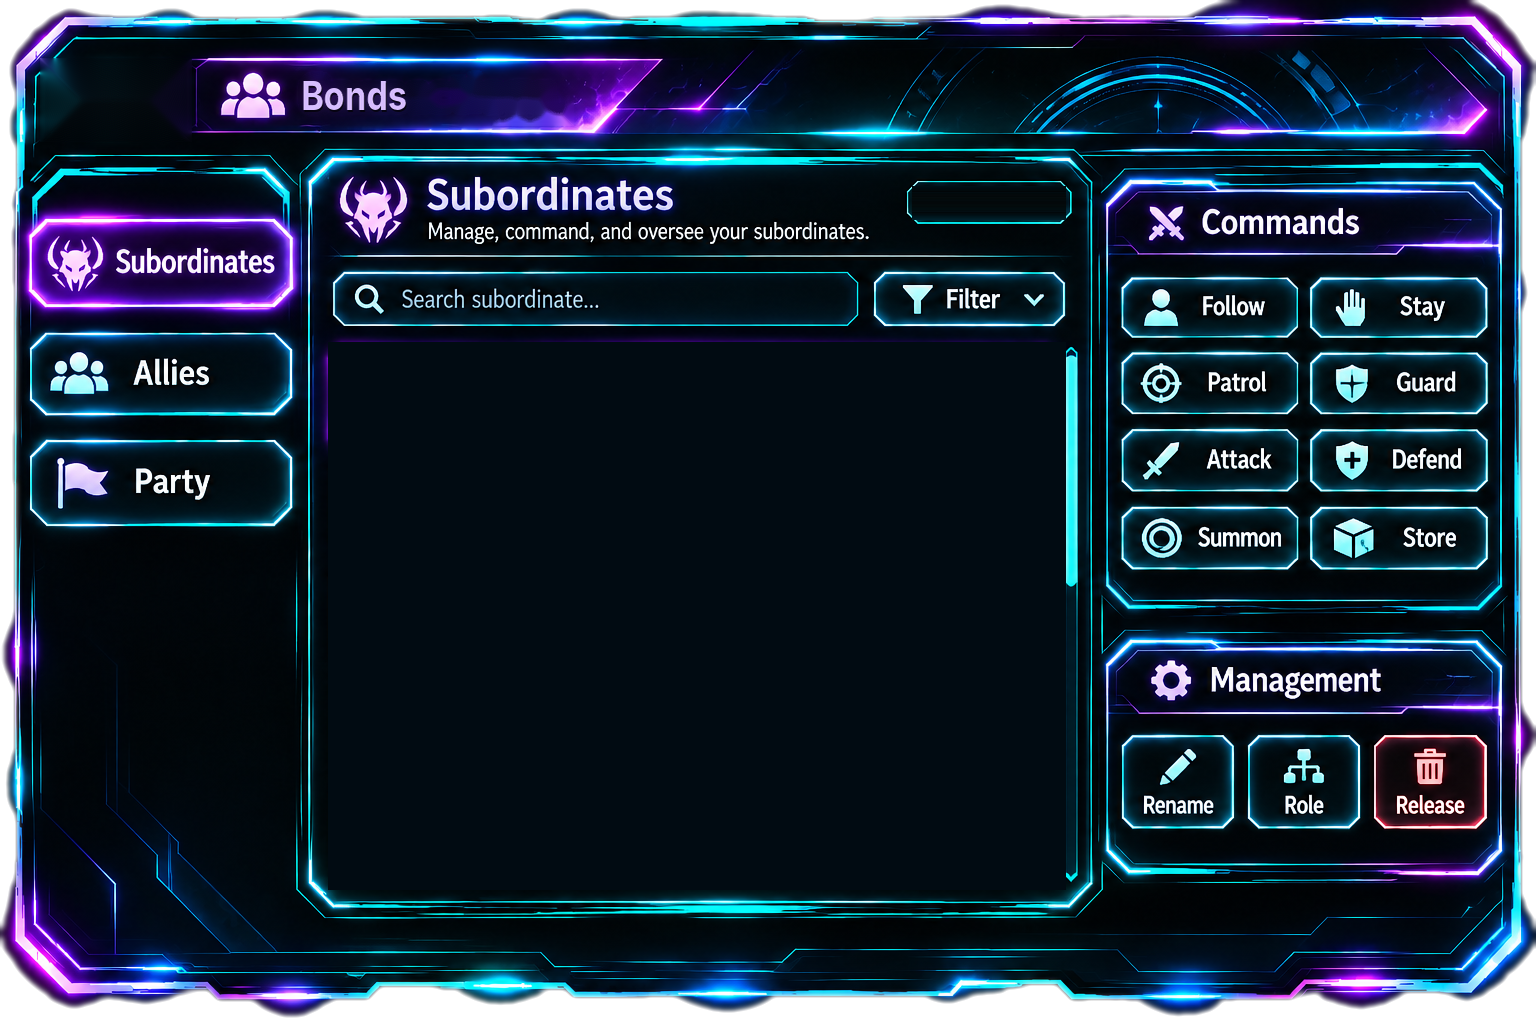 Bonds
Subordinates
Allies
Party
Subordinates
Manage, command, and oversee your subordinates.
Search subordinate...
Filter
Commands
Follow
Stay
Patrol
Guard
Attack
Defend
Summon
Store
Management
Rename
Role
Release